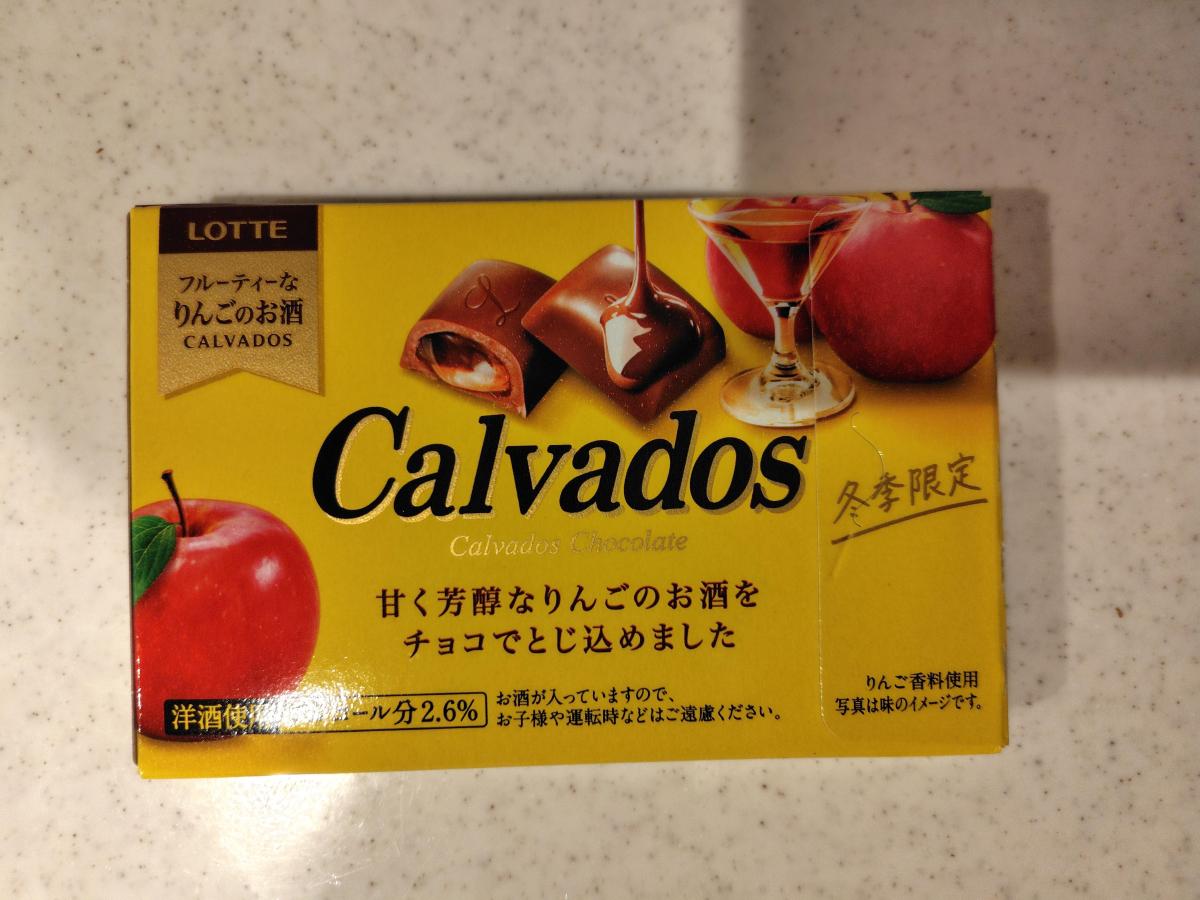 LOTTE
フルーティーな
りんごのお酒
CALVADOS
Calvados
Calvados Chocolate
冬季限定
甘く芳醇なりんごのお酒を
チョコでとじ込めました
洋酒使 ール分2.6%
お酒が入っていますので、
お子様や運転時などはご遠慮ください。
りんご香料使用
写真は味のイメージです。